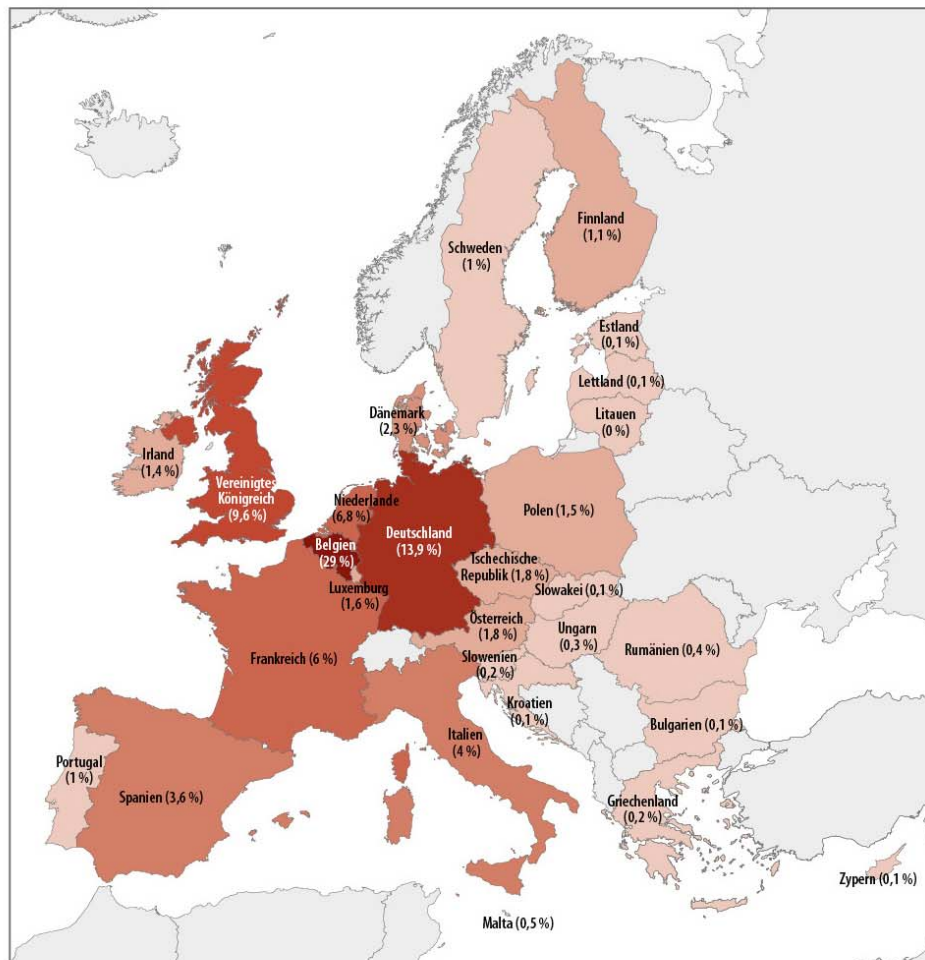 Finnland
(1,1 %)
Schweden
(1 %)
Estland
(0,1 %)
Lettland (0,1 %)
Litauen
(0 %)
Dänemark
(2,3 %)
Irland
(1,4 %)
Vereinigtes
Königreich
(9,6 %)
Niederlande
(6,8 %)
Deutschland
(13,9 %)
Polen (1,5 %)
Belgien
(29 %)
Tschechische
Republik (1,8 %)
Luxemburg
(1,6 %)
Slowakei (0,1 %)
Österreich
(1,8 %)
Ungarn
(0,3 %)
Rumänien (0,4 %)
Frankreich (6 %)
Slowenien
(0,2 %)
Kroatien
(0,1 %)
Bulgarien (0,1 %)
Italien
(4 %)
Portugal
(1 %)
Spanien (3,6 %)
Griechenland
(0,2 %)
Zypern (0,1 %)
Malta (0,5 %)